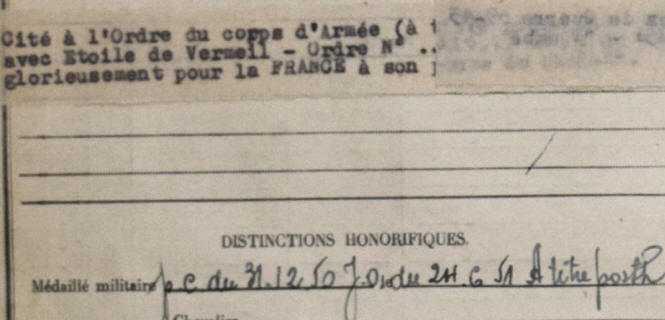 Cité à l'Ordre du corps d'Armée (à
avec Etoile de Vermeil - Ordre N° ..
glorieusement pour la FRANCE à son
DISTINCTIONS HONORIFIQUES.
Médaillé militaire p c du 31.12.50 J.O. du 24.6 51 A titre posth
Chevalier